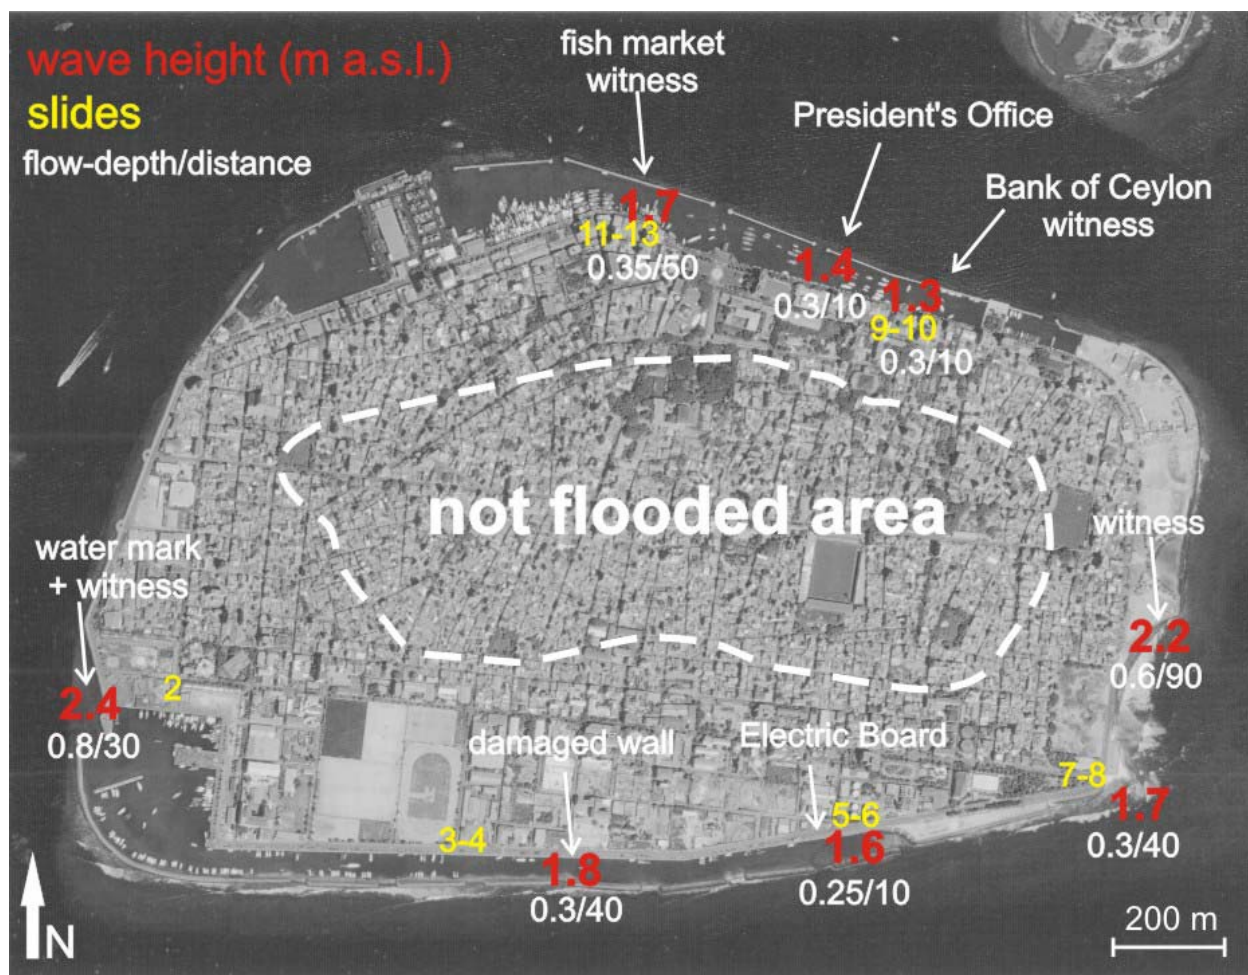 wave height (m a.s.l.)
slides
flow-depth/distance
fish market
witness
President's Office
Bank of Ceylon
witness
1.7
11-13
0.35/50
1.4
0.3/10
1.3
9-10
0.3/10
not flooded area
witness
2.2
0.6/90
water mark
+ witness
2.4
0.8/30
2
damaged wall
1.8
0.3/40
3-4
Electric Board
5-6
1.6
0.25/10
7-8
1.7
0.3/40
200 m
N